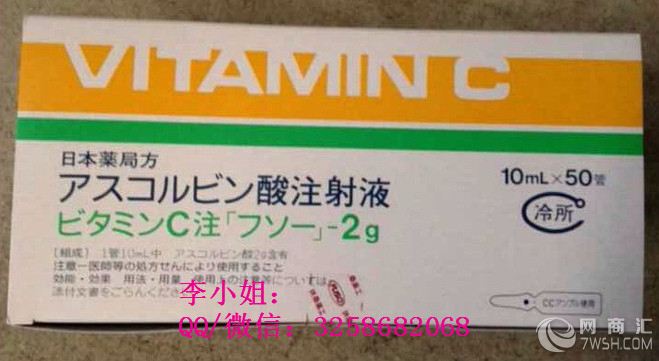 VITAMIN C
日本薬局方
アスコルビン酸注射液
ビタミンC注「フソー」-2g
10mL×50管
冷所
[組成] 1管10mL中 アスコルビン酸2g含有
注意-医師等の処方せんにより使用すること
効能・効果 用法・用量 使用上の注意等については
添付文書をごらんください
CCアンプル使用
李小姐:
QQ/微信: 3258682068
网商汇
7WSH.COM